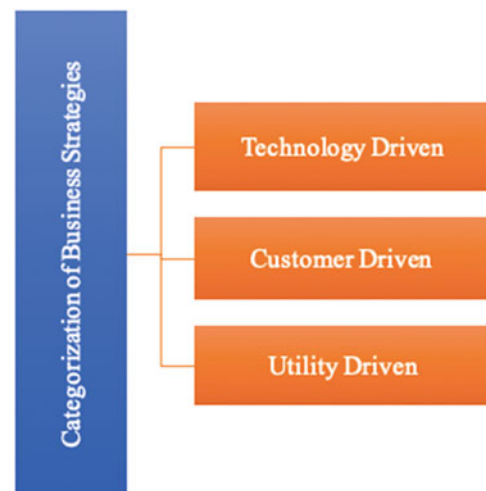 Categorization of Business Strategies
Technology Driven
Customer Driven
Utility Driven